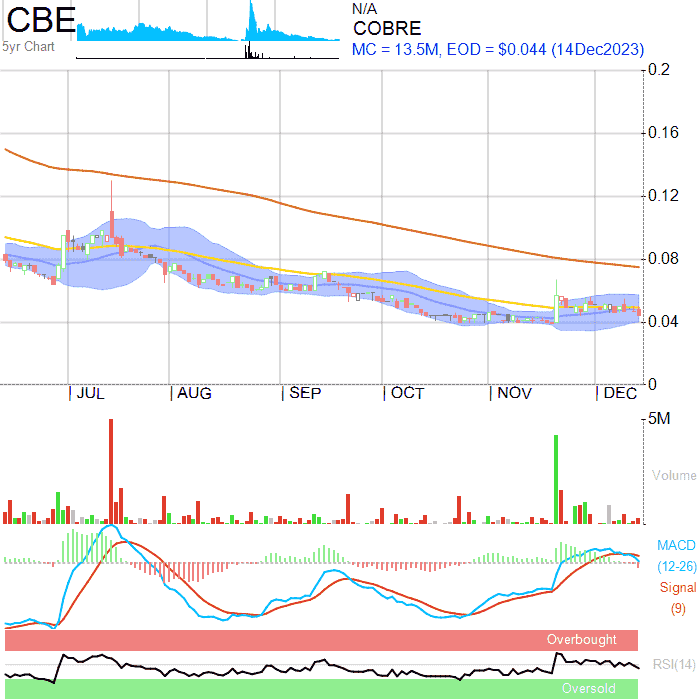 CBE
5yr Chart
N/A
COBRE
MC = 13.5M, EOD = $0.044 (14Dec2023)
0.2
0.16
0.12
0.08
0.04
0
JUL AUG SEP OCT NOV DEC
5M
Volume
MACD
(12-26)
Signal
(9)
Overbought
RSI(14)
Oversold